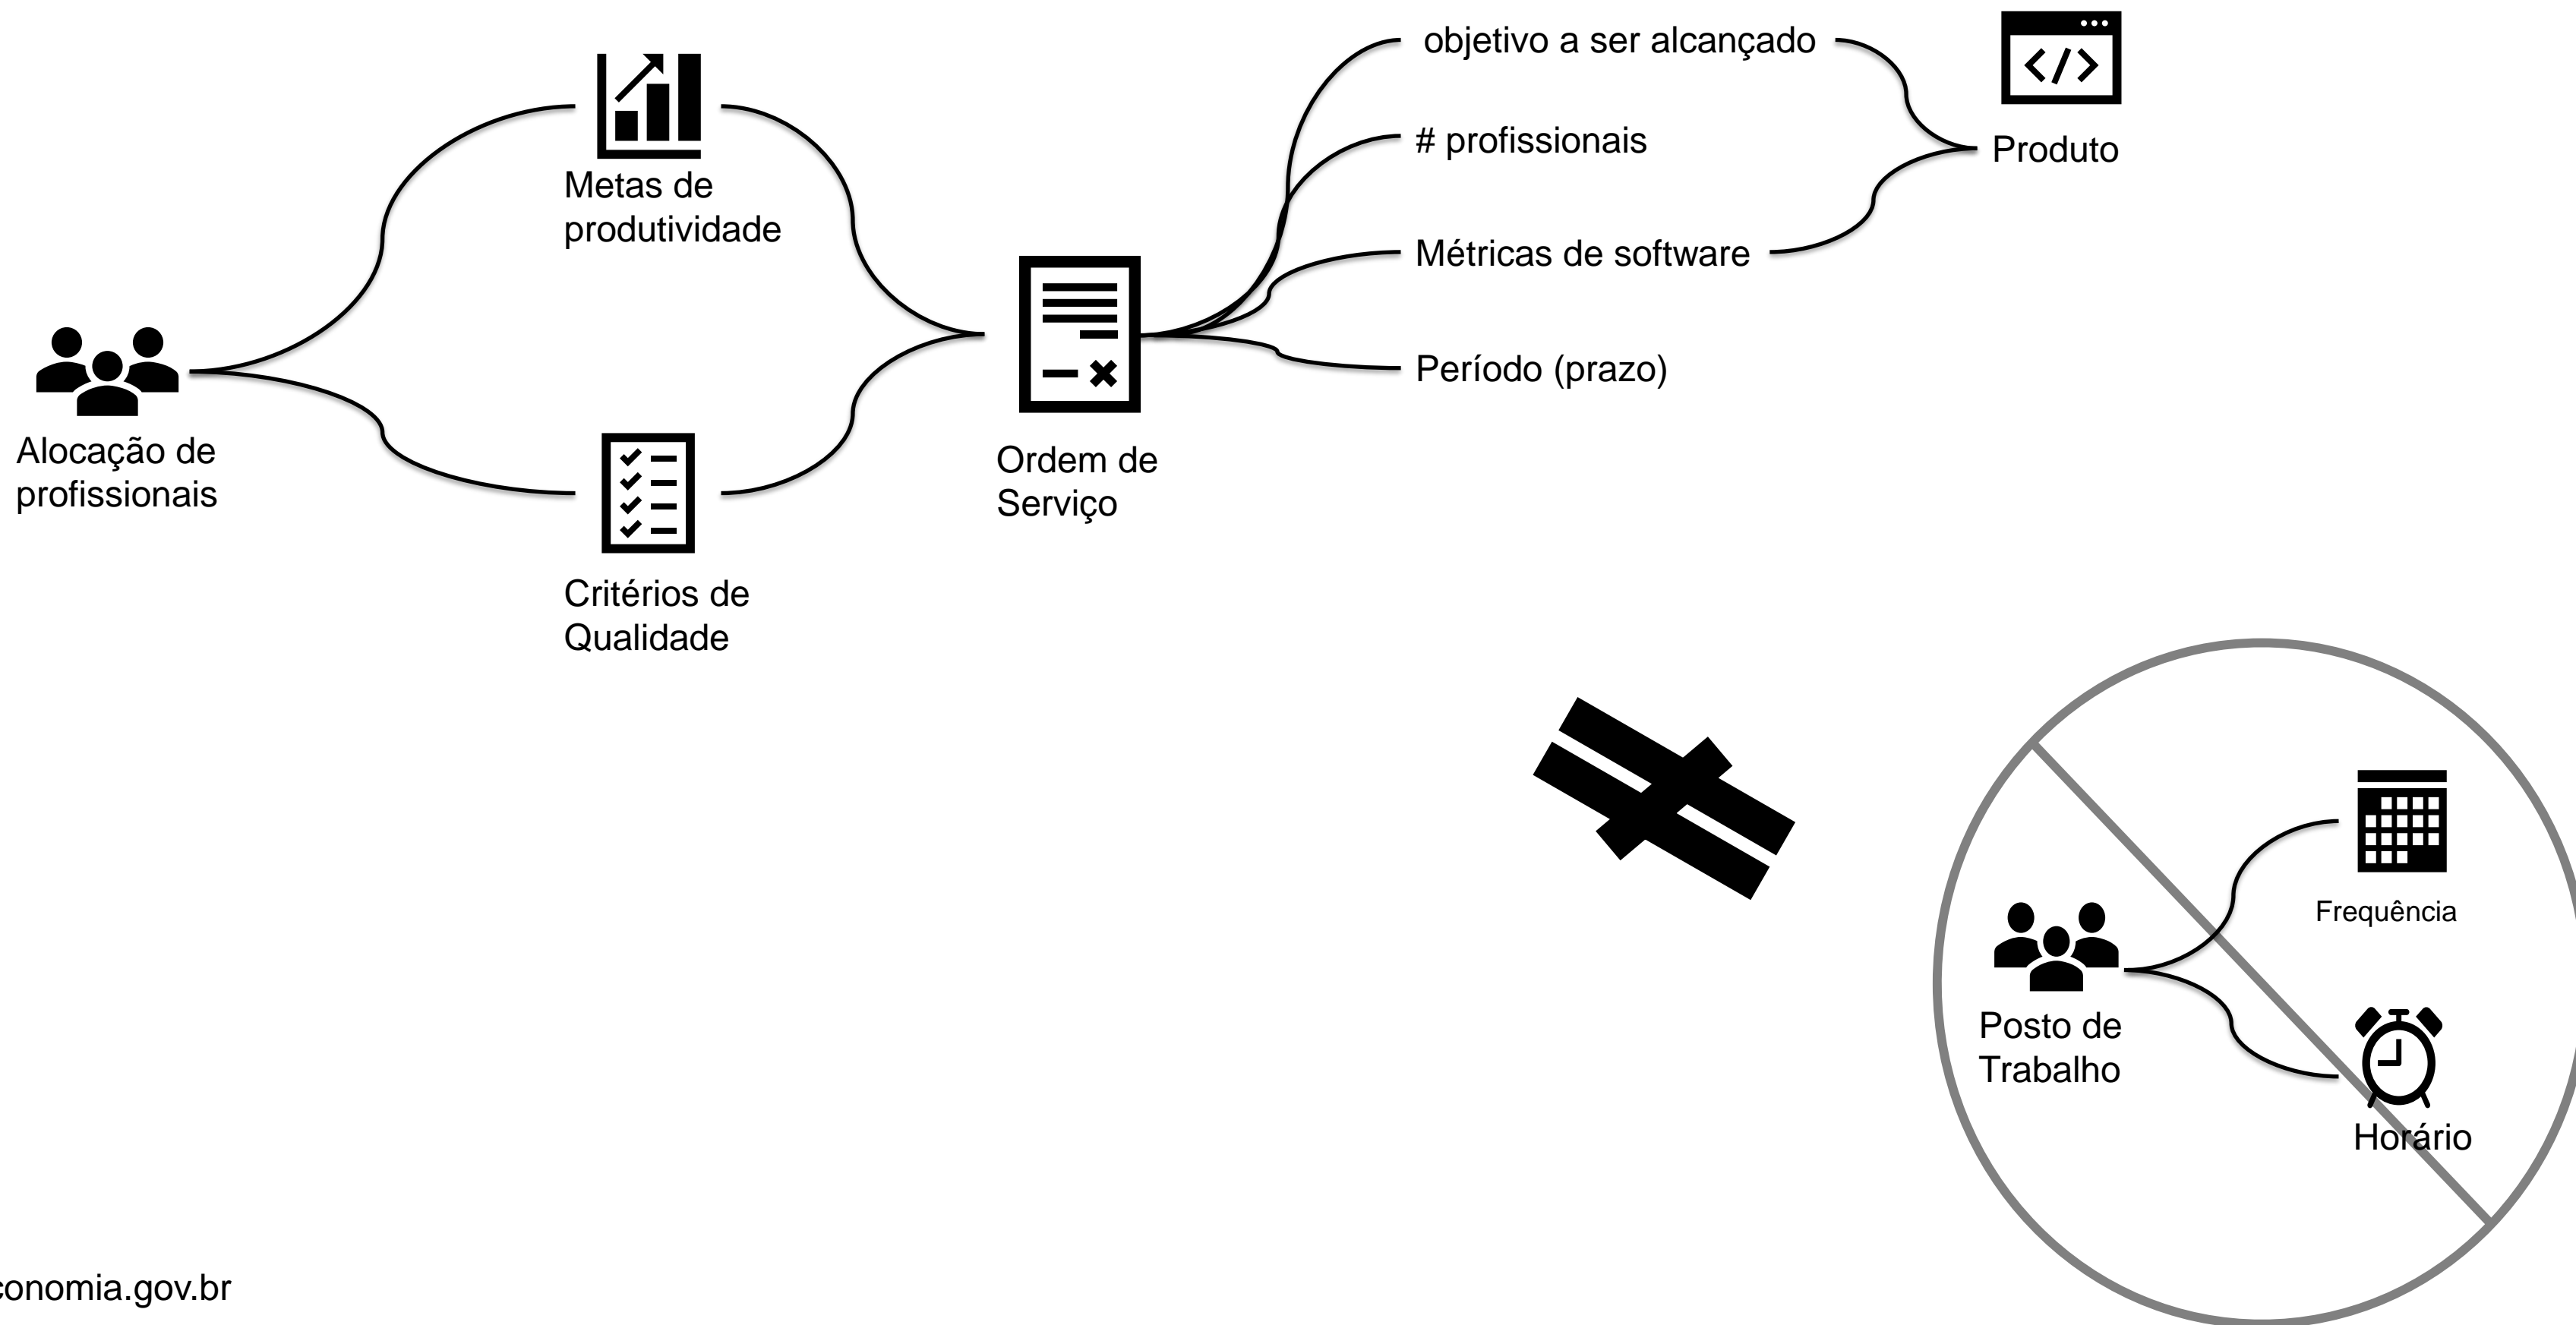 Alocação de
profissionais
Metas de
produtividade
Critérios de
Qualidade
Ordem de
Serviço
objetivo a ser alcançado
# profissionais
Métricas de software
Período (prazo)
Produto
Posto de
Trabalho
Frequência
Horário
conomia.gov.br